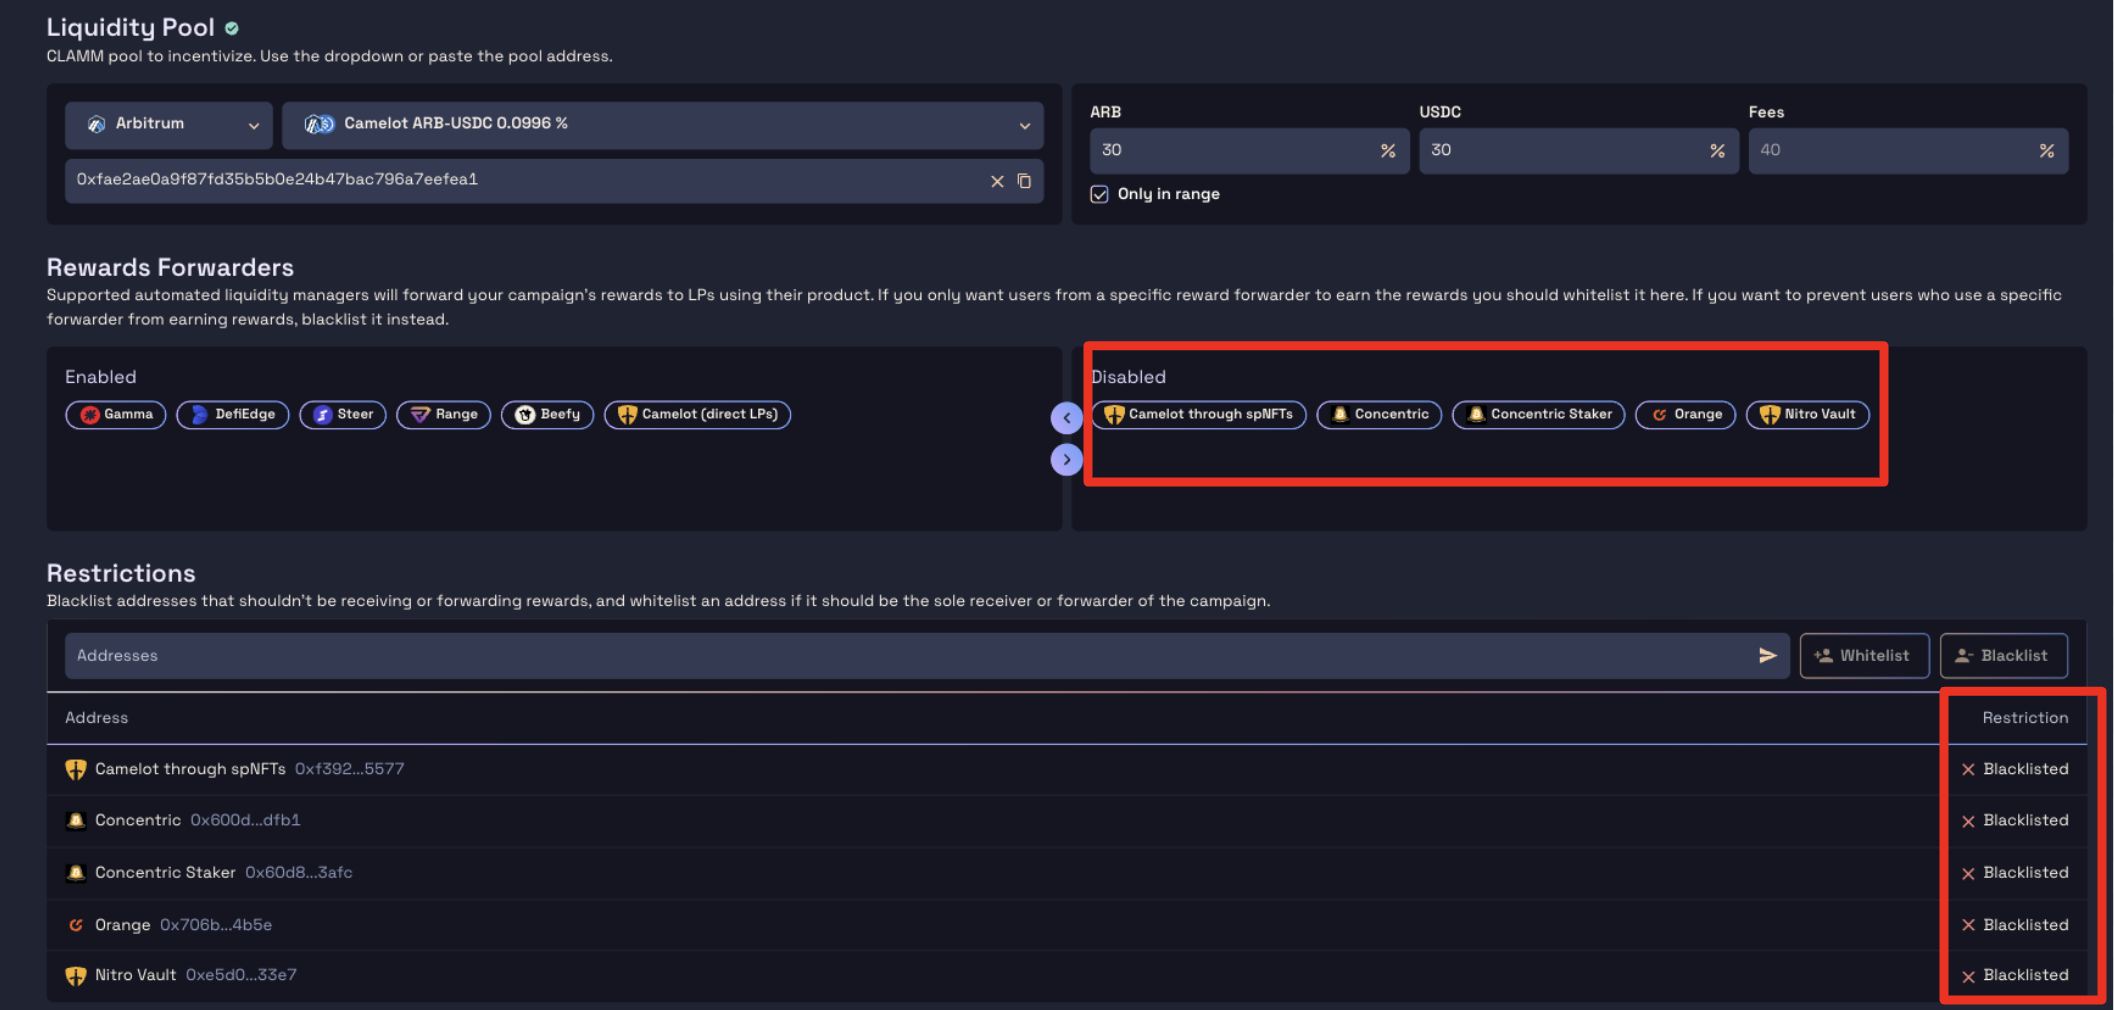 Liquidity Pool
CLAMM pool to incentivize. Use the dropdown or paste the pool address.
Arbitrum
Camelot ARB-USDC 0.0996 %
0xfae2ae0a9f87fd35b5b0e24b47bac796a7eefea1
ARB
USDC
Fees
30 %
30 %
40 %
Only in range
Rewards Forwarders
Supported automated liquidity managers will forward your campaign's rewards to LPs using their product. If you only want users from a specific reward forwarder to earn the rewards you should whitelist it here. If you want to prevent users who use a specific
forwarder from earning rewards, blacklist it instead.
Enabled
Gamma DefiEdge Steer Range Beefy Camelot (direct LPs)
Disabled
Camelot through spNFTs Concentric Concentric Staker Orange Nitro Vault
Restrictions
Blacklist addresses that shouldn't be receiving or forwarding rewards, and whitelist an address if it should be the sole receiver or forwarder of the campaign.
Addresses
Whitelist
Blacklist
Address Restriction
Camelot through spNFTs 0xf392...5577 Blacklisted
Concentric 0x600d...dfb1 Blacklisted
Concentric Staker 0x60d8...3afc Blacklisted
Orange 0x706b...4b5e Blacklisted
Nitro Vault 0xe5d0...33e7 Blacklisted